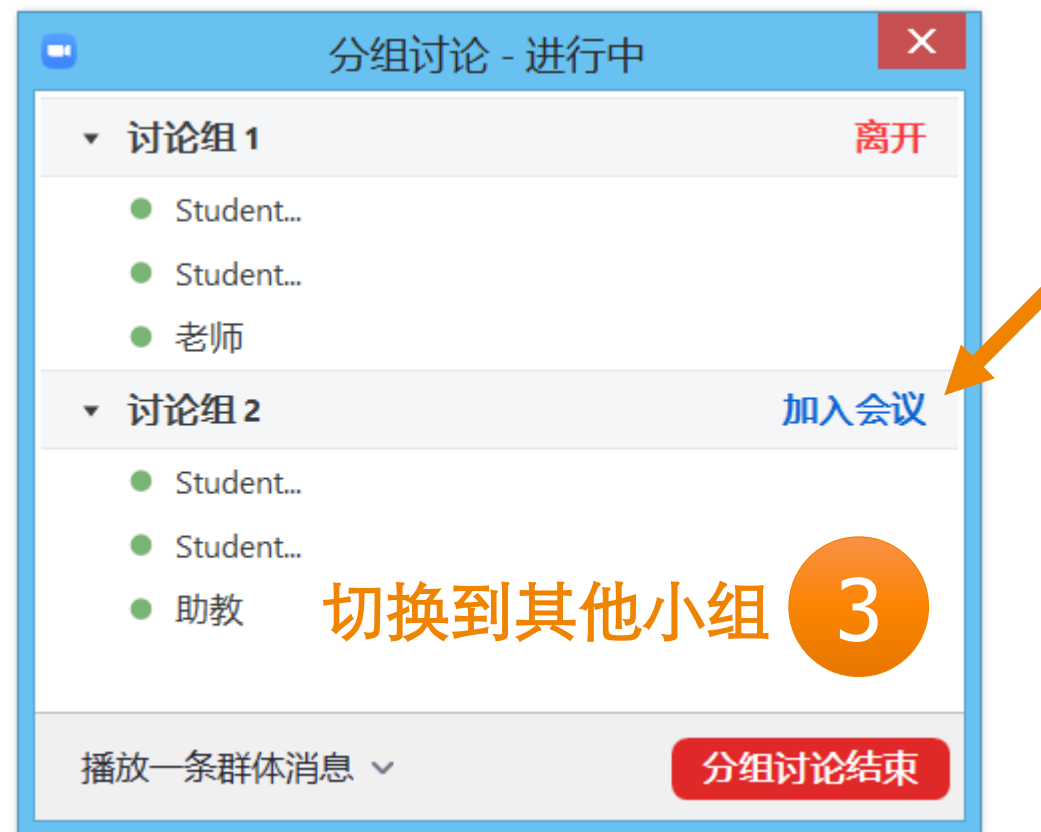 分组讨论 - 进行中
讨论组 1
离开
Student...
Student...
老师
讨论组 2
加入会议
Student...
Student...
助教
切换到其他小组
3
播放一条群体消息
分组讨论结束